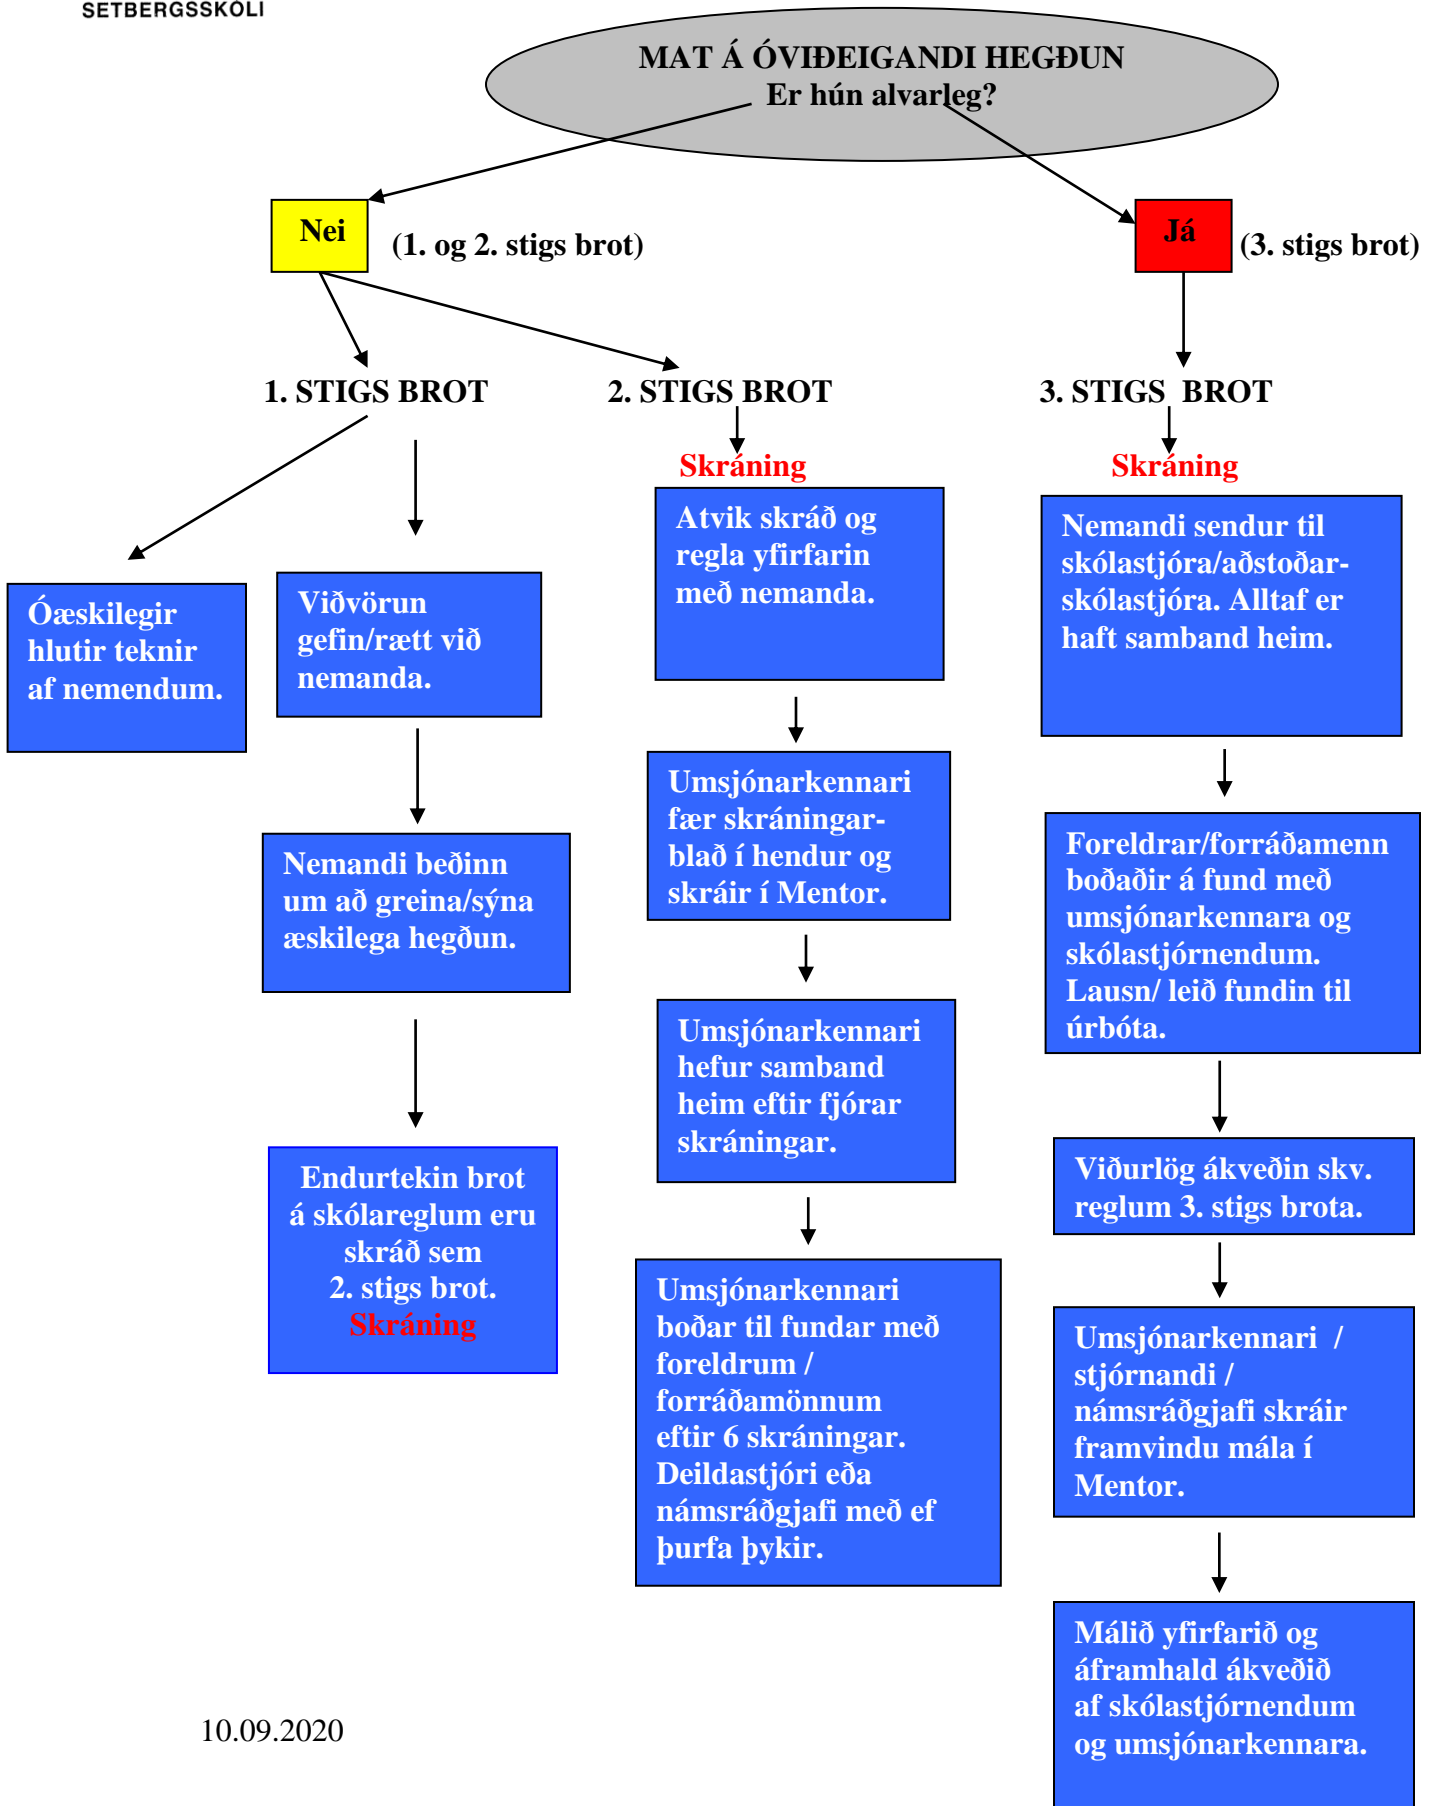 SETBERGSSKÓLI
MAT Á ÓVIÐEIGANDI HEGÐUN
Er hún alvarleg?
Nei
(1. og 2. stigs brot)
Já
(3. stigs brot)
1. STIGS BROT
2. STIGS BROT
3. STIGS BROT
Skráning
Skráning
Óæskilegir
hlutir teknir
af nemendum.
Viðvörun
gefin/rætt við
nemanda.
Nemandi beðinn
um að greina/sýna
æskilega hegðun.
Endurtekin brot
á skólareglum eru
skráð sem
2. stigs brot.
Skráning
Atvik skráð og
regla yfirfarin
með nemanda.
Umsjónarkennari
fær skráningar-
blað í hendur og
skráir í Mentor.
Umsjónarkennari
hefur samband
heim eftir fjórar
skráningar.
Umsjónarkennari
boðar til fundar með
foreldrum /
forráðamönnum
eftir 6 skráningar.
Deildastjóri eða
námsráðgjafi með ef
þurfa þykir.
Nemandi sendur til
skólastjóra/aðstoðar-
skólastjóra. Alltaf er
haft samband heim.
Foreldrar/forráðamenn
boðaðir á fund með
umsjónarkennara og
skólastjórnendum.
Lausn/ leið fundin til
úrbóta.
Viðurlög ákveðin skv.
reglum 3. stigs brota.
Umsjónarkennari /
stjórnandi /
námsráðgjafi skráir
framvindu mála í
Mentor.
Málið yfirfarið og
áframhald ákveðið
af skólastjórnendum
og umsjónarkennara.
10.09.2020